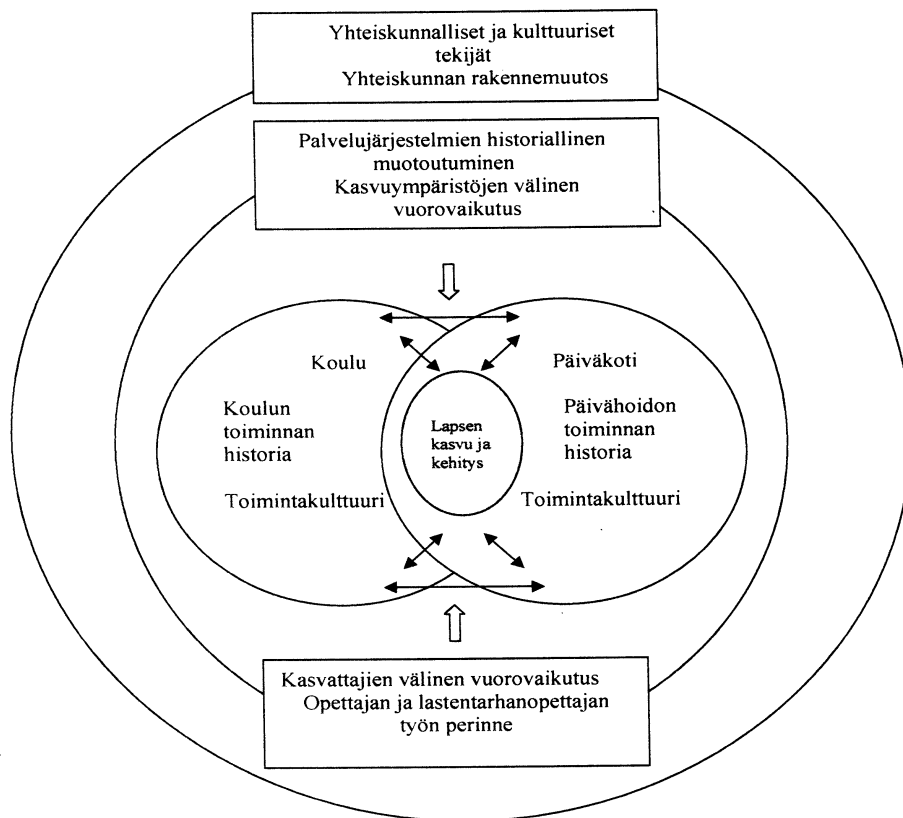 Yhteiskunnalliset ja kulttuuriset
tekijät
Yhteiskunnan rakennemuutos
Palvelujärjestelmien historiallinen
muotoutuminen
Kasvuympäristöjen välinen
vuorovaikutus
Koulu
Koulun
toiminnan
historia
Toimintakulttuuri
Lapsen
kasvu ja
kehitys
Päiväkoti
Päivähoidon
toiminnan
historia
Toimintakulttuuri
Kasvattajien välinen vuorovaikutus
Opettajan ja lastentarhanopettajan
työn perinne